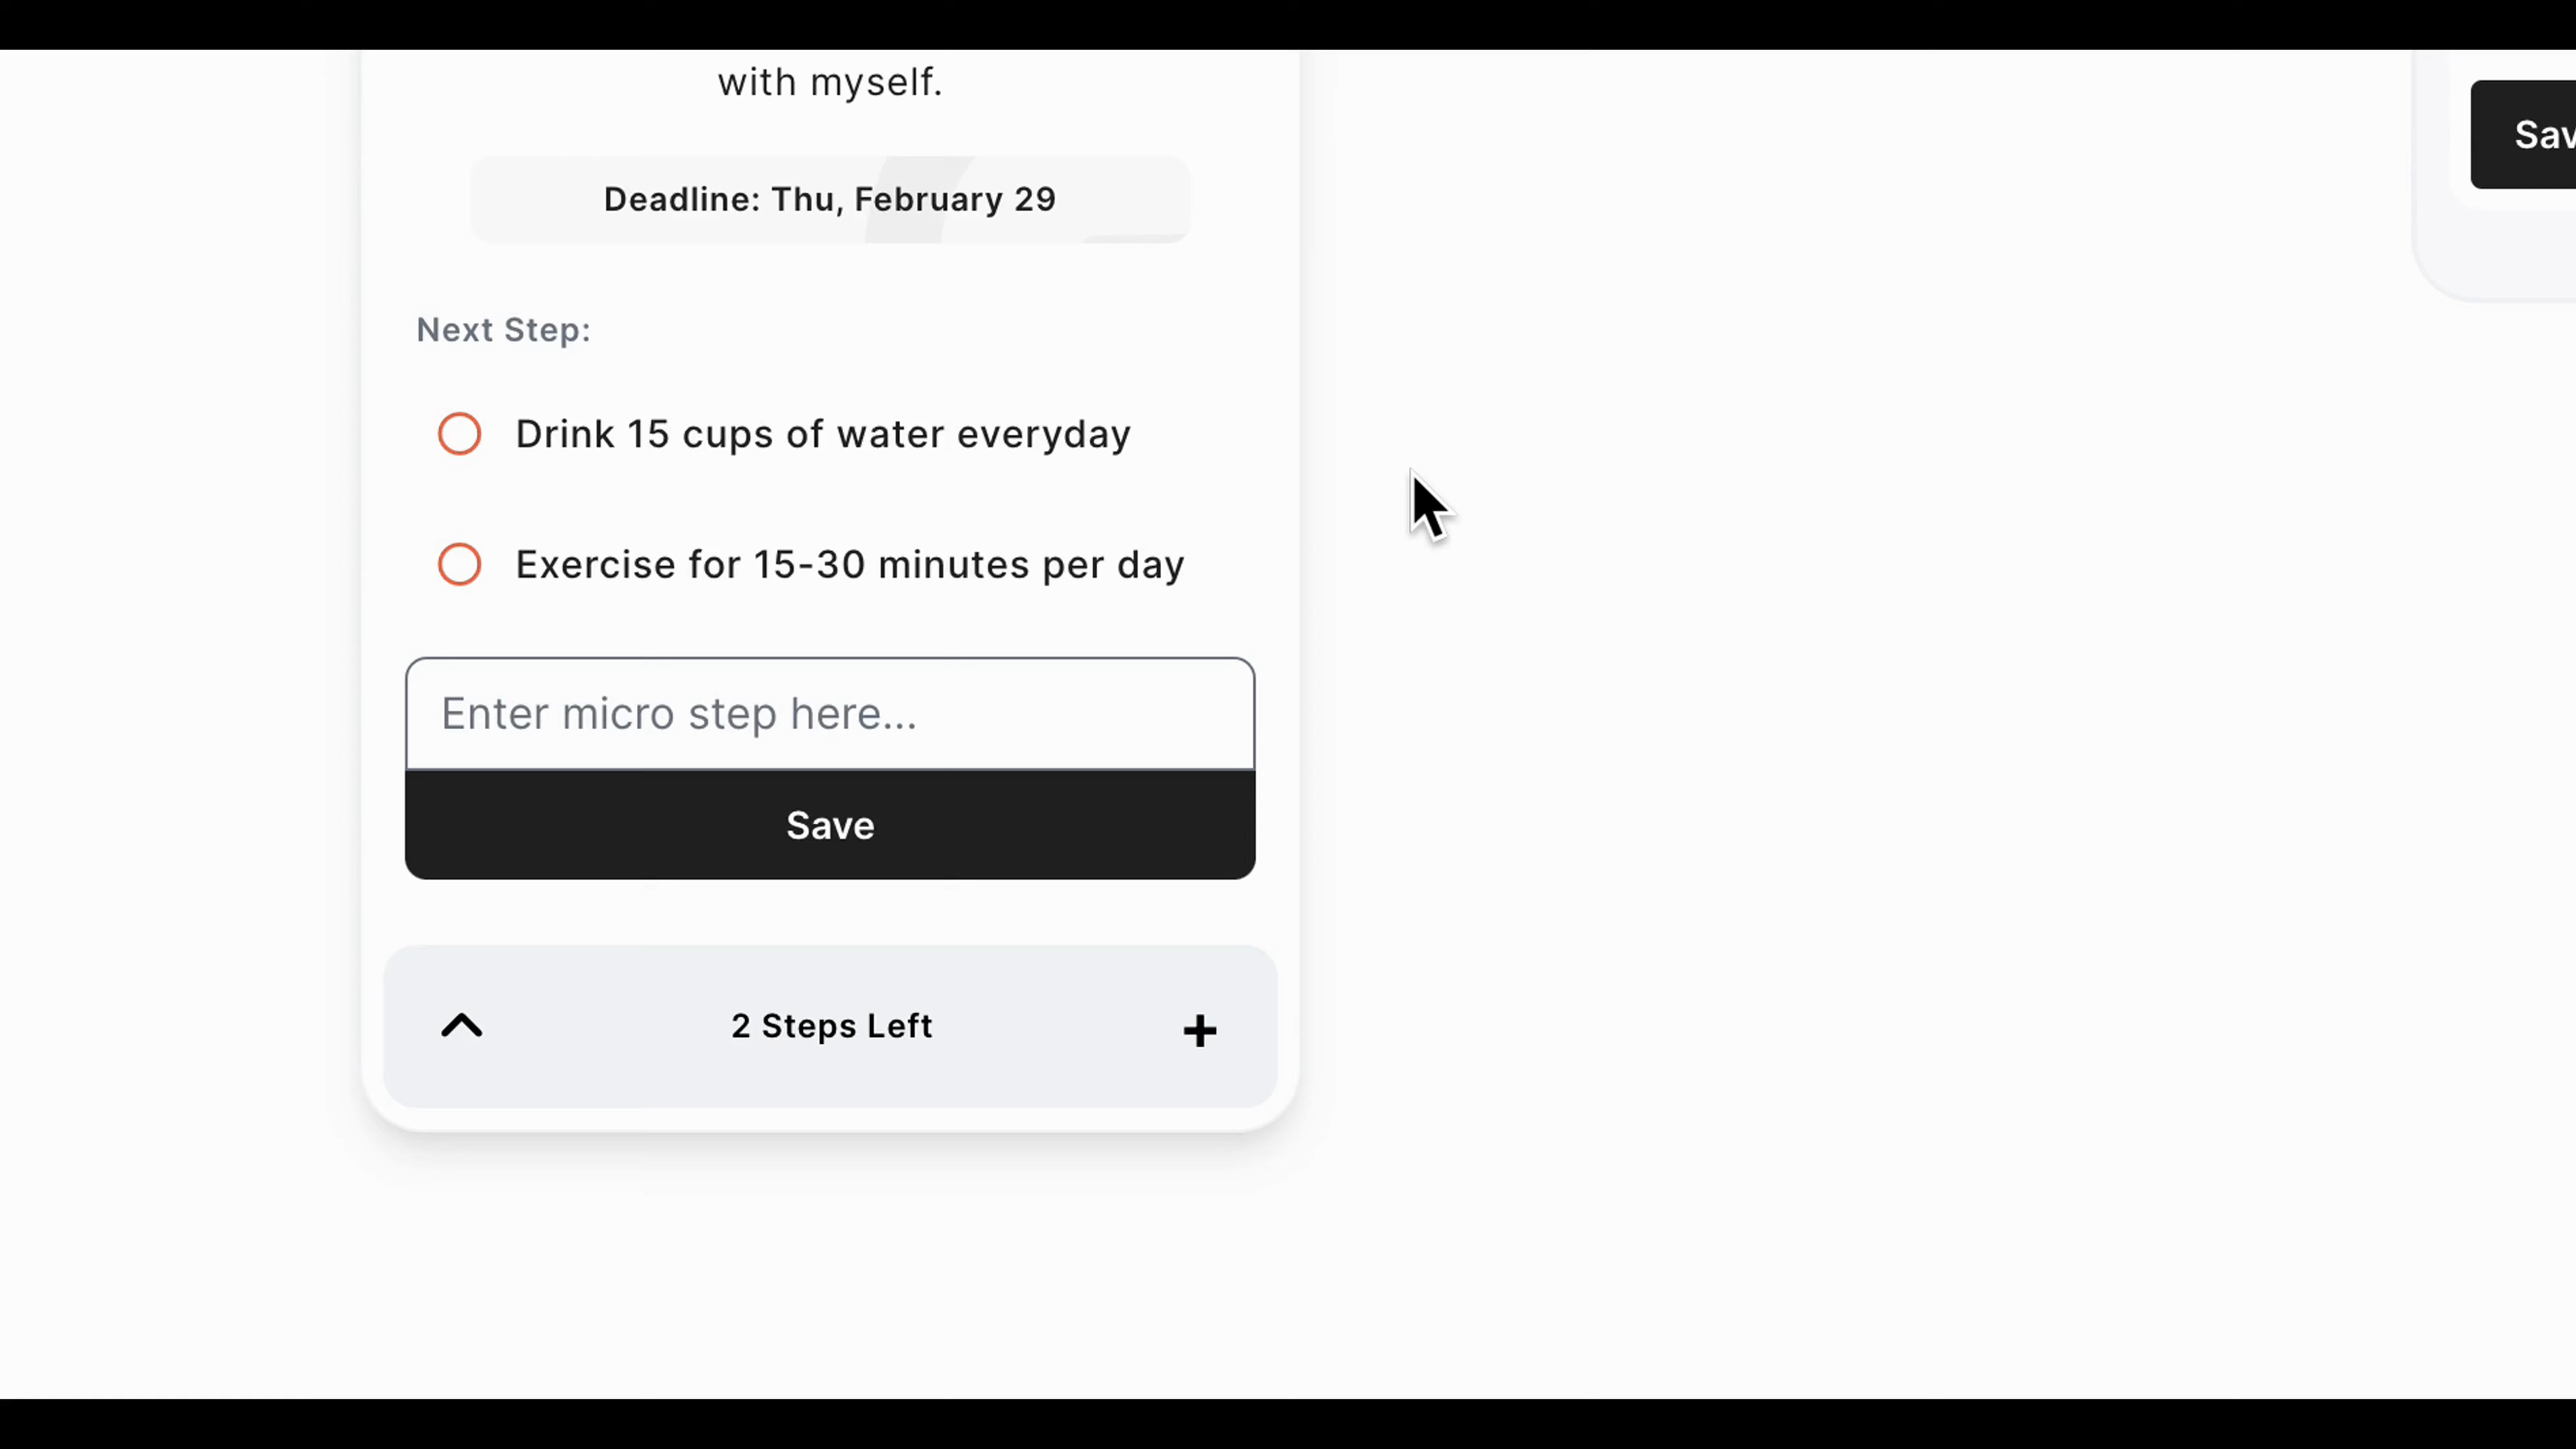 with myself.
Deadline: Thu, February 29
Next Step:
Drink 15 cups of water everyday
Exercise for 15-30 minutes per day
Enter micro step here...
Save
2 Steps Left